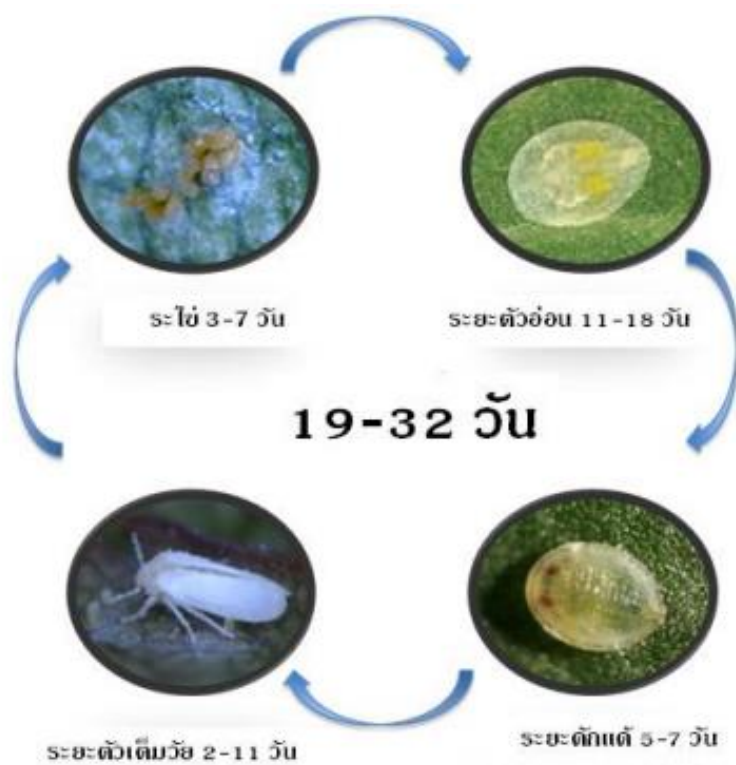 ระไข่ 3-7 วัน
ระยะตัวอ่อน 11-18 วัน
19-32 วัน
ระยะตัวเต็มวัย 2-11 วัน
ระยะดักแด้ 5-7 วัน